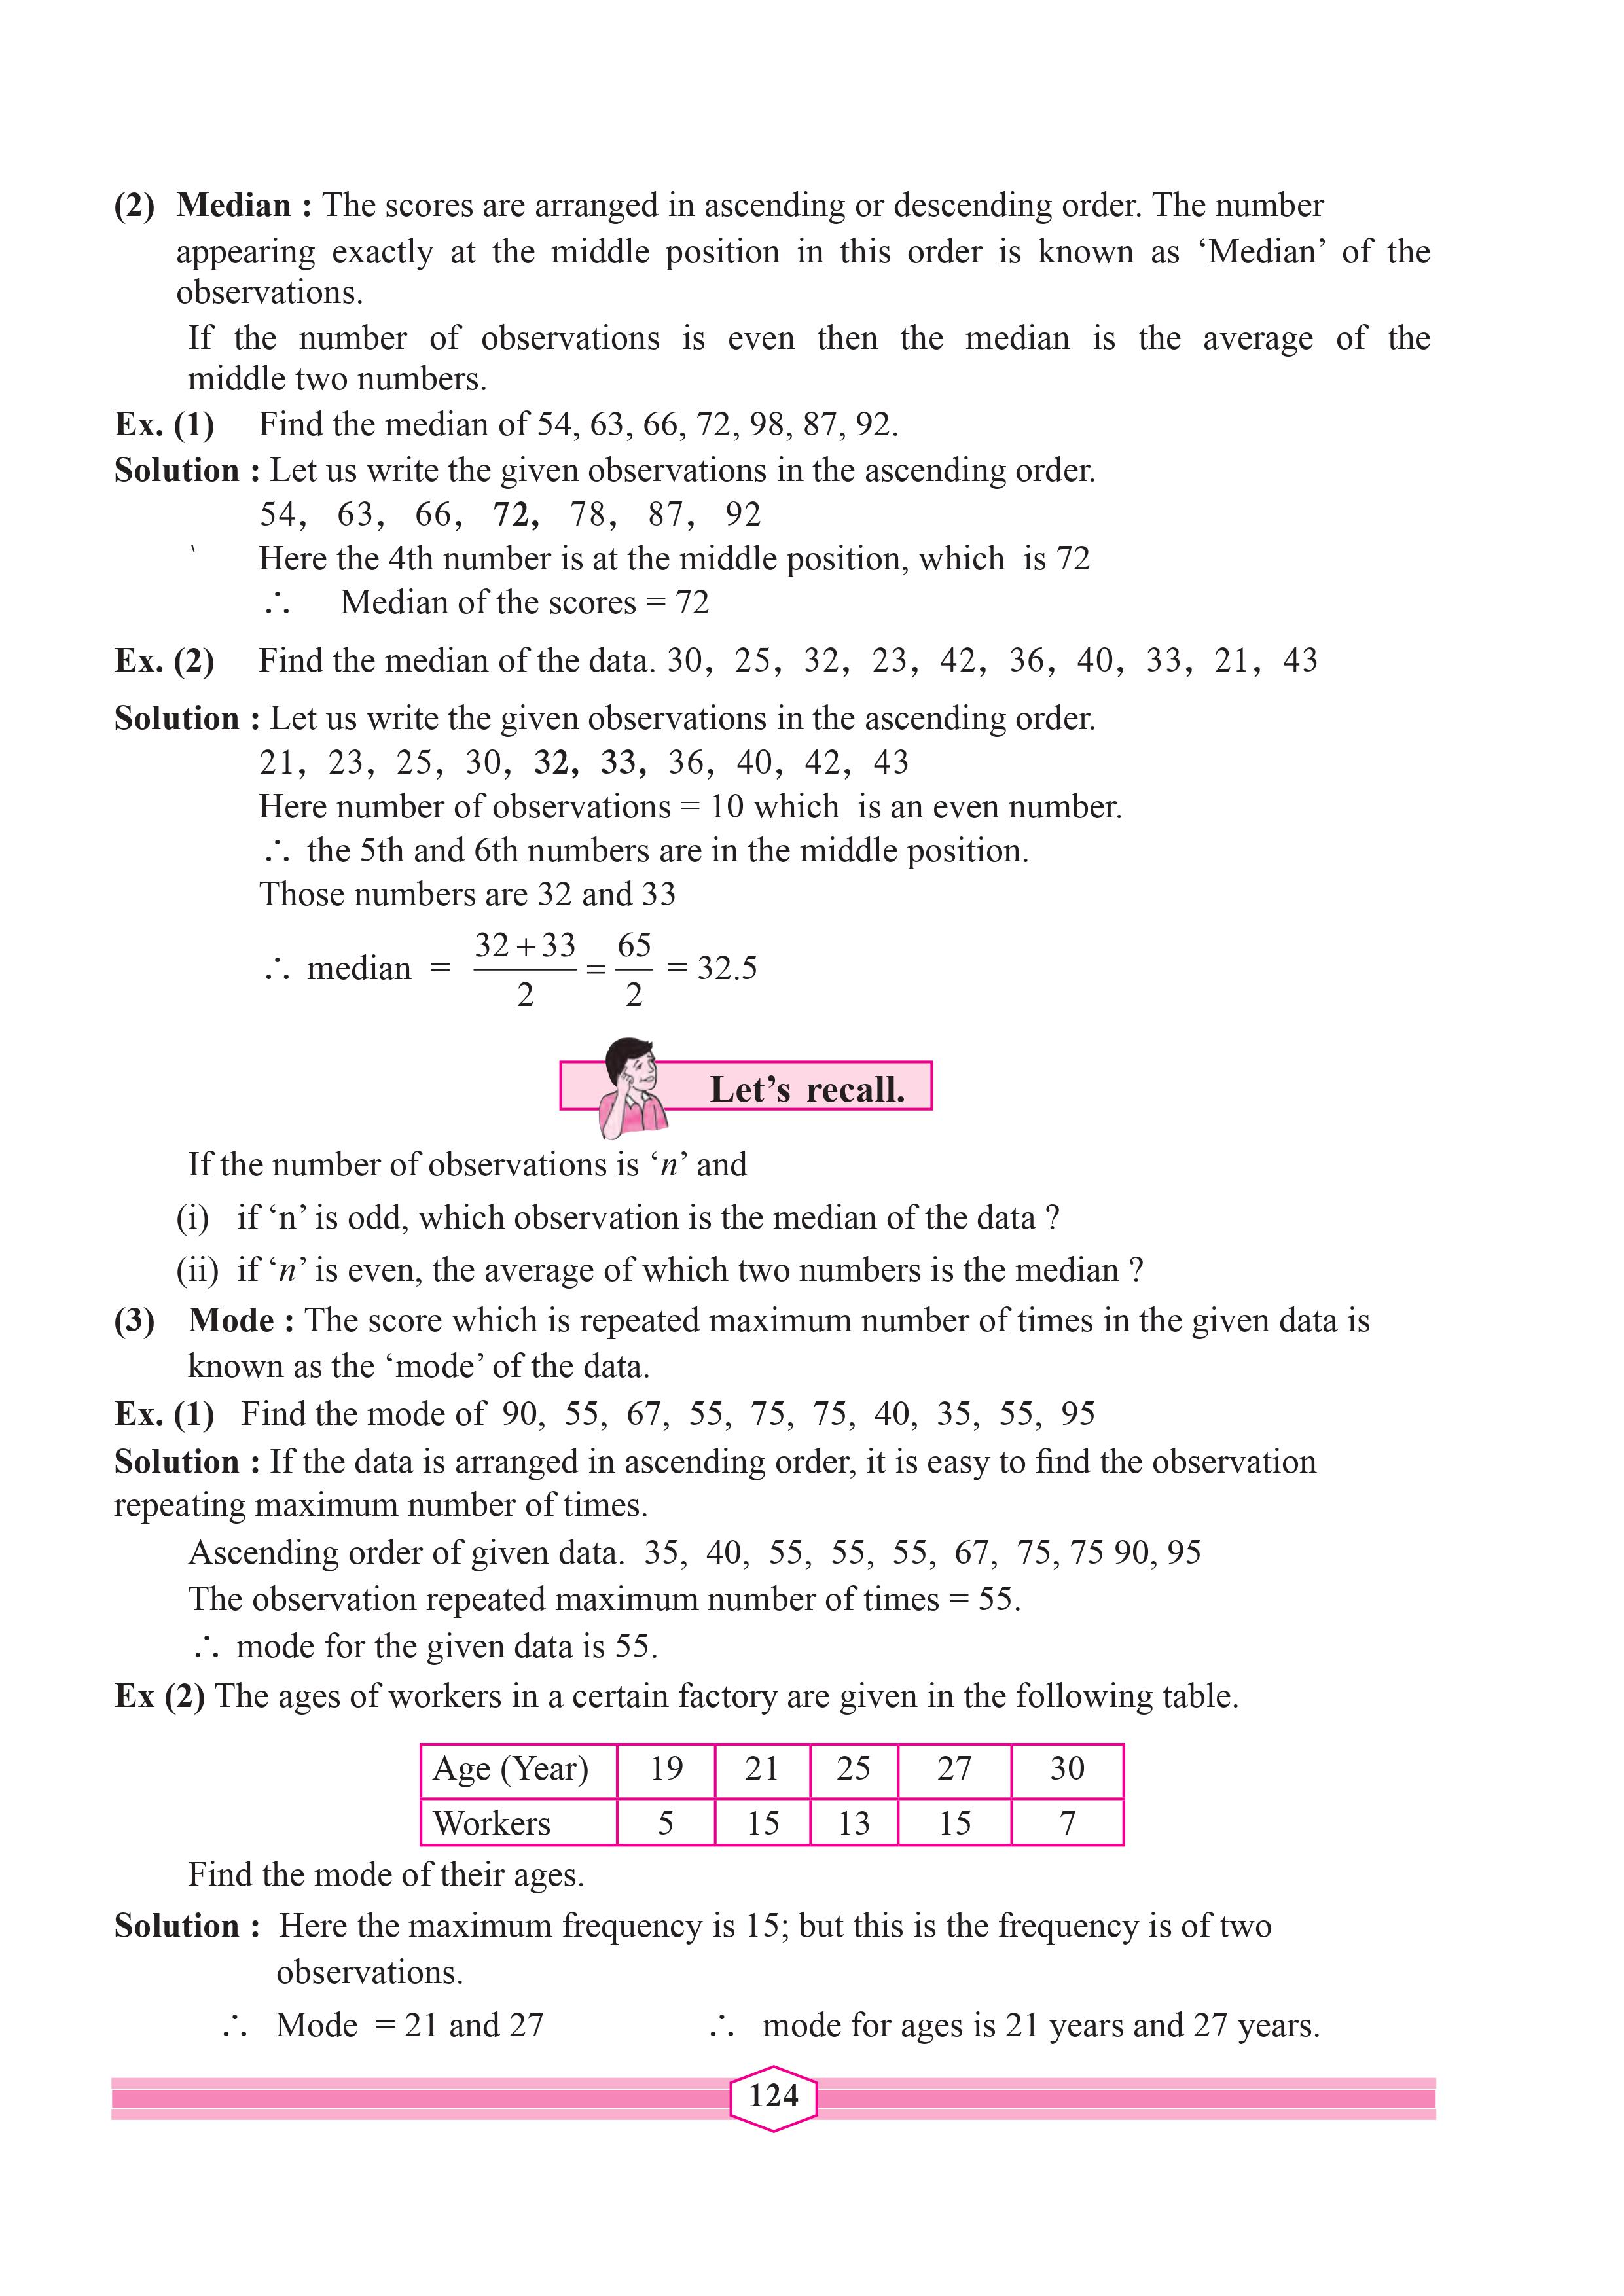 (2) Median : The scores are arranged in ascending or descending order. The number
appearing exactly at the middle position in this order is known as ‘Median’ of the
observations.
If the number of observations is even then the median is the average of the
middle two numbers.
Ex. (1) Find the median of 54, 63, 66, 72, 98, 87, 92.
Solution : Let us write the given observations in the ascending order.
54, 63, 66, 72, 78, 87, 92
‵ Here the 4th number is at the middle position, which is 72
∴ Median of the scores = 72
Ex. (2) Find the median of the data. 30, 25, 32, 23, 42, 36, 40, 33, 21, 43
Solution : Let us write the given observations in the ascending order.
21, 23, 25, 30, 32, 33, 36, 40, 42, 43
Here number of observations = 10 which is an even number.
∴ the 5th and 6th numbers are in the middle position.
Those numbers are 32 and 33
∴ median = (32 + 33)/2 = 65/2 = 32.5
Let’s recall.
If the number of observations is ‘n’ and
(i) if ‘n’ is odd, which observation is the median of the data ?
(ii) if ‘n’ is even, the average of which two numbers is the median ?
(3) Mode : The score which is repeated maximum number of times in the given data is
known as the ‘mode’ of the data.
Ex. (1) Find the mode of 90, 55, 67, 55, 75, 75, 40, 35, 55, 95
Solution : If the data is arranged in ascending order, it is easy to find the observation
repeating maximum number of times.
Ascending order of given data. 35, 40, 55, 55, 55, 67, 75, 75 90, 95
The observation repeated maximum number of times = 55.
∴ mode for the given data is 55.
Ex (2) The ages of workers in a certain factory are given in the following table.
Age (Year) 19 21 25 27 30
Workers 5 15 13 15 7
Find the mode of their ages.
Solution : Here the maximum frequency is 15; but this is the frequency is of two
observations.
∴ Mode = 21 and 27 ∴ mode for ages is 21 years and 27 years.
124